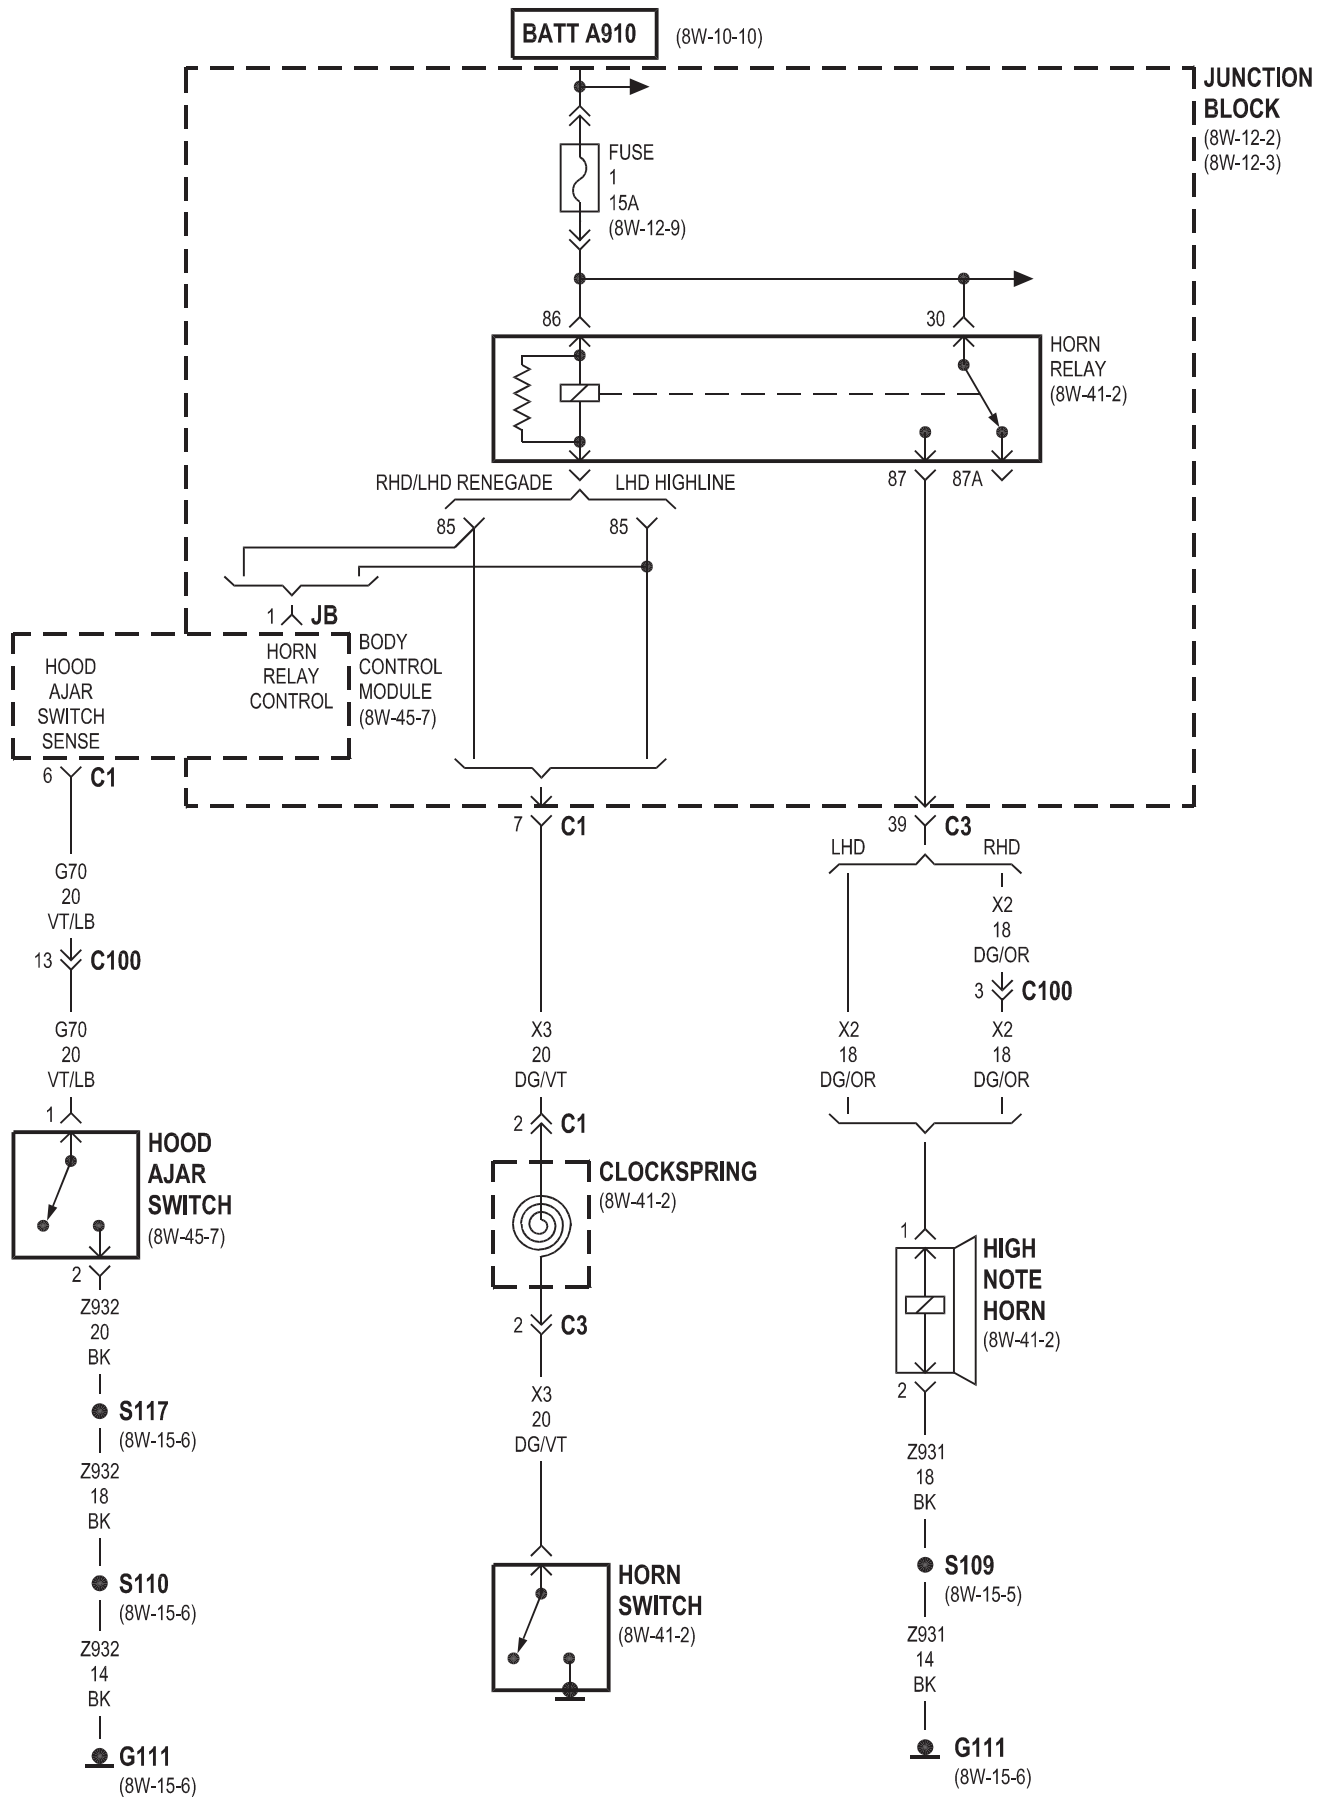 BATT A910 (8W-10-10)
JUNCTION
BLOCK
(8W-12-2)
(8W-12-3)
FUSE
1
15A
(8W-12-9)
86
30
HORN
RELAY
(8W-41-2)
RHD/LHD RENEGADE
LHD HIGHLINE
87
87A
85
85
1 JB
HOOD
AJAR
SWITCH
SENSE
HORN
RELAY
CONTROL
BODY
CONTROL
MODULE
(8W-45-7)
6 C1
7 C1
39 C3
LHD
RHD
G70
20
VT/LB
13 C100
G70
20
VT/LB
1
HOOD
AJAR
SWITCH
(8W-45-7)
2
Z932
20
BK
S117
(8W-15-6)
Z932
18
BK
S110
(8W-15-6)
Z932
14
BK
G111
(8W-15-6)
X3
20
DG/VT
2 C1
CLOCKSPRING
(8W-41-2)
2 C3
X3
20
DG/VT
HORN
SWITCH
(8W-41-2)
X2
18
DG/OR
X2
18
DG/OR
3 C100
X2
18
DG/OR
1
HIGH
NOTE
HORN
(8W-41-2)
2
Z931
18
BK
S109
(8W-15-5)
Z931
14
BK
G111
(8W-15-6)